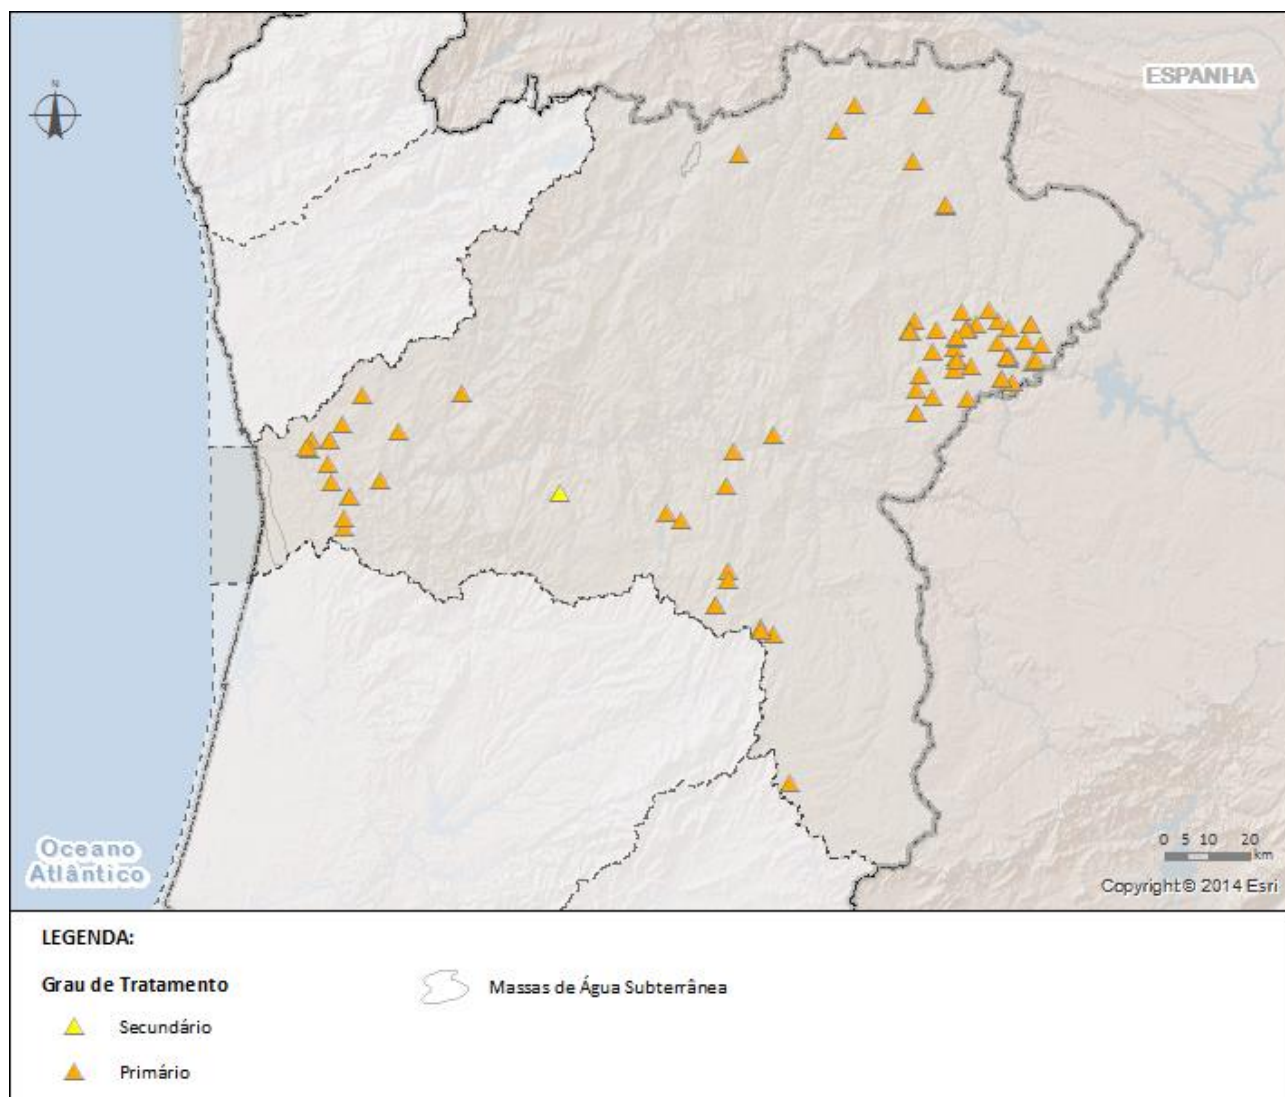 N
ESPANHA
Oceano
Atlântico
0 5 10 20
km
Copyright© 2014 Esri
LEGENDA:
Grau de Tratamento
Massas de Água Subterrânea
Secundário
Primário